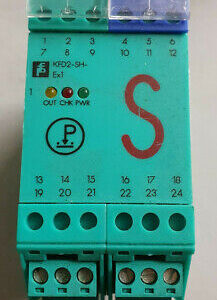 1 2 3 4 5 6
7 8 9 10 11 12
KFD2-SH-
Ex1
1
OUT CHK PWR
P
S
13 14 15 16 17 18
19 20 21 22 23 24